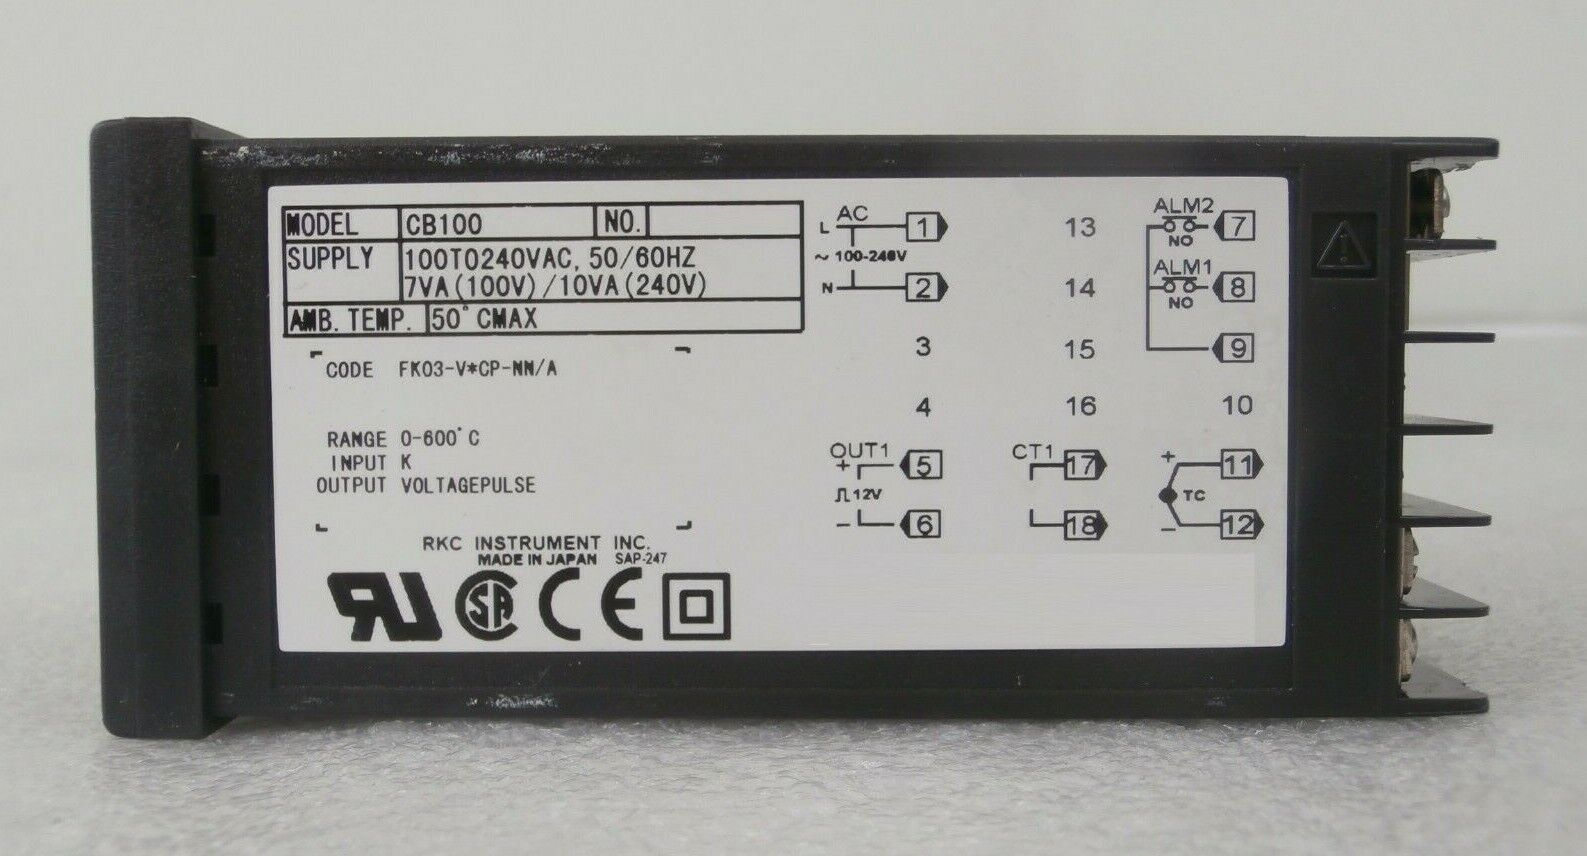 MODEL CB100 NO.
SUPPLY 100TO240VAC, 50/60HZ
7VA(100V)/10VA(240V)
AMB. TEMP. 50°CMAX
CODE FK03-V*CP-NN/A
RANGE 0-600°C
INPUT K
OUTPUT VOLTAGEPULSE
RKC INSTRUMENT INC.
MADE IN JAPAN SAP-247
CE
L AC 1
~ 100-240V
N 2
3
4
OUT1
+ 5
12V
- 6
13
14
15
16
CT1 17
18
ALM2 7
NO
ALM1 8
NO
9
10
+ 11
TC
- 12